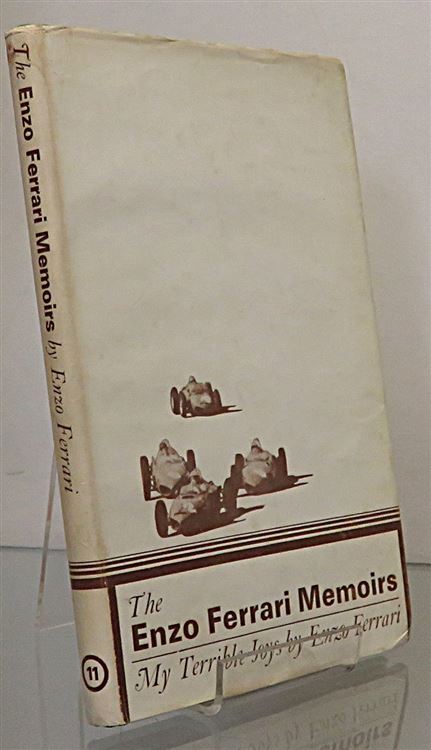 The Enzo Ferrari Memoirs by Enzo Ferrari
11
The
Enzo Ferrari Memoirs
My Terrible Joys by Enzo Ferrari